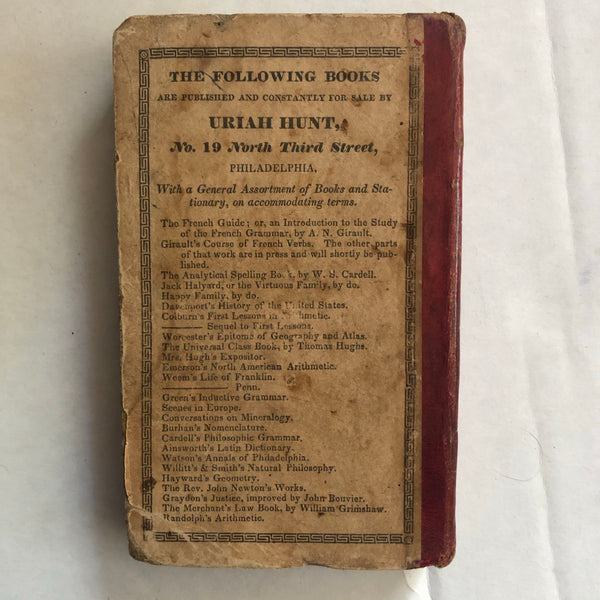 THE FOLLOWING BOOKS
ARE PUBLISHED AND CONSTANTLY FOR SALE BY
URIAH HUNT,
No. 19 North Third Street,
PHILADELPHIA,
With a General Assortment of Books and Sta-
tionary, on accommodating terms.
The French Guide; or, an Introduction to the Study
of the French Grammar, by A. N. Girault.
Girault's Course of French Verbs. The other parts
of that work are in press and will shortly be pub-
lished.
The Analytical Spelling Book, by W. S. Cardell.
Jack Halyard, or the Virtuous Family, by do.
Happy Family, by do.
Davenport's History of the United States.
Colburn's First Lessons in Arithmetic.
——— Sequel to First Lessons.
Worcester's Epitome of Geography and Atlas.
The Universal Class Book, by Thomas Hughs.
Mrs. Hugh's Expositor.
Emerson's North American Arithmetic.
Weem's Life of Franklin.
——— Penn.
Green's Inductive Grammar.
Scenes in Europe.
Conversations on Mineralogy.
Burhan's Nomenclature.
Cardell's Philosophic Grammar.
Ainsworth's Latin Dictionary.
Watson's Annals of Philadelphia.
Willitt's & Smith's Natural Philosophy.
Hayward's Geometry.
The Rev. John Newton's Works.
Graydon's Justice, improved by John Bouvier.
The Merchant's Law Book, by William Grimshaw.
Randolph's Arithmetic.